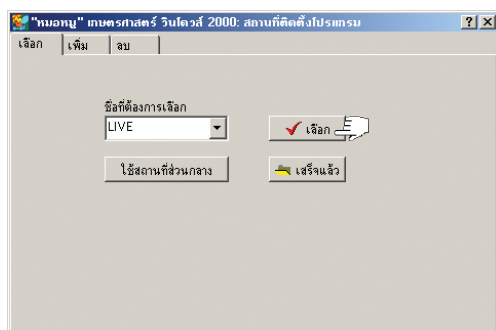 "หมอหมู" เกษตรศาสตร์ วินโดวส์ 2000: สถานที่ติดตั้งโปรแกรม
เลือก เพิ่ม ลบ
ชื่อที่ต้องการเลือก
LIVE เลือก
ใช้สถานที่ส่วนกลาง เสร็จแล้ว